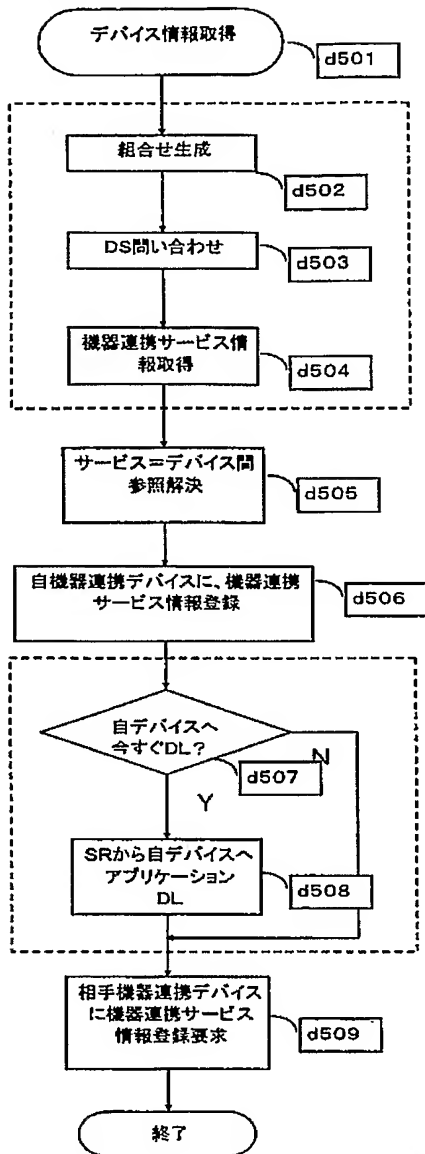 デバイス情報取得
d501
組合せ生成
d502
DS問い合わせ
d503
機器連携サービス情
報取得
d504
サービス=デバイス間
参照解決
d505
自機器連携デバイスに、機器連携
サービス情報登録
d506
自デバイスへ
今すぐDL?
d507
N
Y
SRから自デバイスへ
アプリケーション
DL
d508
相手機器連携デバイス
に機器連携サービス
情報登録要求
d509
終了